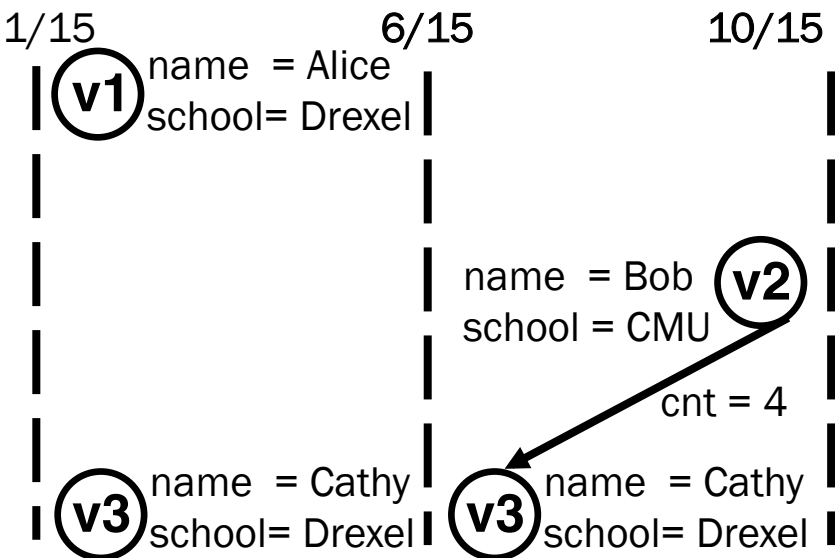 1/15 6/15 10/15
v1 name = Alice
school= Drexel
name = Bob v2
school = CMU
cnt = 4
v3 name = Cathy v3 name = Cathy
school= Drexel school= Drexel